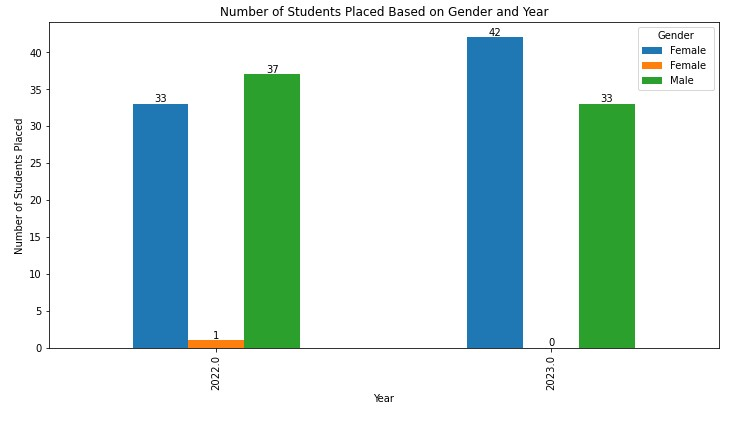 Number of Students Placed Based on Gender and Year
Number of Students Placed
40
35
30
25
20
15
10
5
0
33
1
37
42
0
33
Gender
Female
Female
Male
2022.0
2023.0
Year